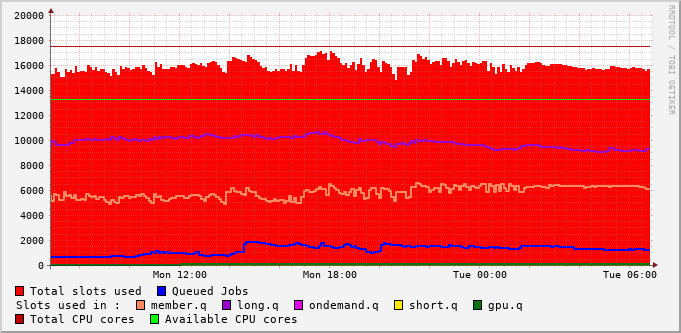 20000
18000
16000
14000
12000
10000
8000
6000
4000
2000
0
Mon 12:00 Mon 18:00 Tue 00:00 Tue 06:00
RRDTOOL / TOBI OETIKER
Total slots used Queued Jobs
Slots used in : member.q long.q ondemand.q short.q gpu.q
Total CPU cores Available CPU cores